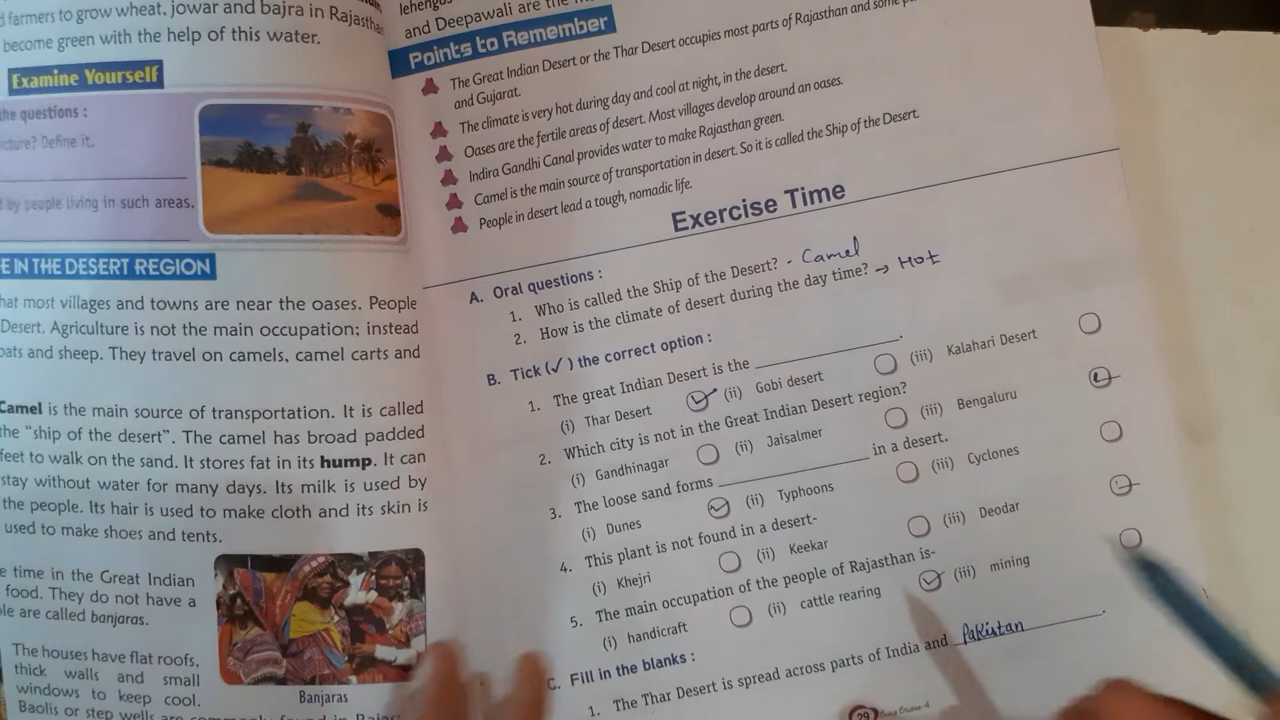 farmers to grow wheat, jowar and bajra in Rajasthan
become green with the help of this water.
Examine Yourself
the questions :
cture? Define it.
by people living in such areas.
E IN THE DESERT REGION
hat most villages and towns are near the oases. People
Desert. Agriculture is not the main occupation; instead
oats and sheep. They travel on camels, camel carts and
Camel is the main source of transportation. It is called
the "ship of the desert". The camel has broad padded
feet to walk on the sand. It stores fat in its hump. It can
stay without water for many days. Its milk is used by
the people. Its hair is used to make cloth and its skin is
used to make shoes and tents.
e time in the Great Indian
food. They do not have a
ple are called banjaras.
The houses have flat roofs,
thick walls and small
windows to keep cool.
Baolis or step wells are commonly found in Rajas
Banjaras
lehengas
and Deepawali are the
Points to Remember
The Great Indian Desert or the Thar Desert occupies most parts of Rajasthan and some
and Gujarat.
The climate is very hot during day and cool at night, in the desert.
Oases are the fertile areas of desert. Most villages develop around an oases.
Indira Gandhi Canal provides water to make Rajasthan green.
Camel is the main source of transportation in desert. So it is called the Ship of the Desert.
People in desert lead a tough, nomadic life.
Exercise Time
A. Oral questions :
1. Who is called the Ship of the Desert? - Camel
2. How is the climate of desert during the day time? → Hot
B. Tick (✓) the correct option :
1. The great Indian Desert is the __________.
(i) Thar Desert ✓ (ii) Gobi desert (iii) Kalahari Desert
2. Which city is not in the Great Indian Desert region?
(i) Gandhinagar (ii) Jaisalmer (iii) Bengaluru ✓
3. The loose sand forms __________ in a desert.
(i) Dunes ✓ (ii) Typhoons (iii) Cyclones
4. This plant is not found in a desert-
(i) Khejri (ii) Keekar (iii) Deodar ✓
5. The main occupation of the people of Rajasthan is-
(i) handicraft (ii) cattle rearing ✓ (iii) mining
C. Fill in the blanks :
1. The Thar Desert is spread across parts of India and Pakistan.
29